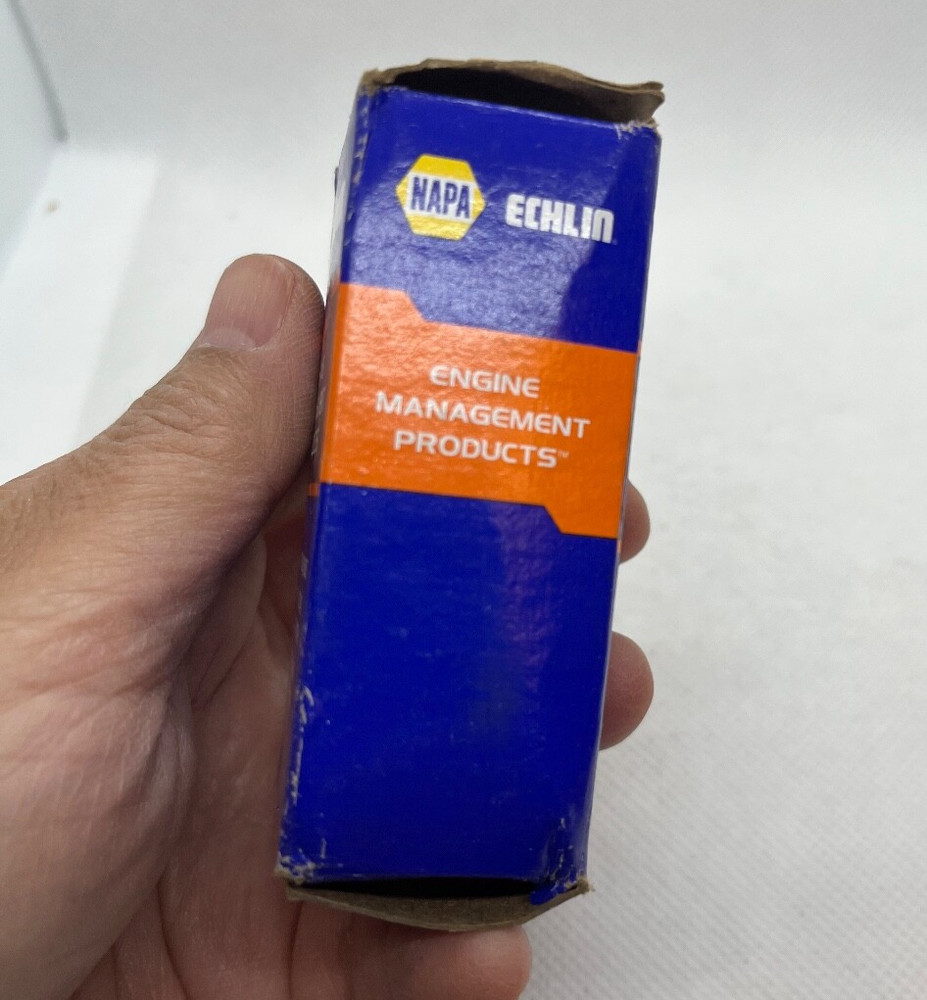 NAPA ECHLIN
ENGINE
MANAGEMENT
PRODUCTS™